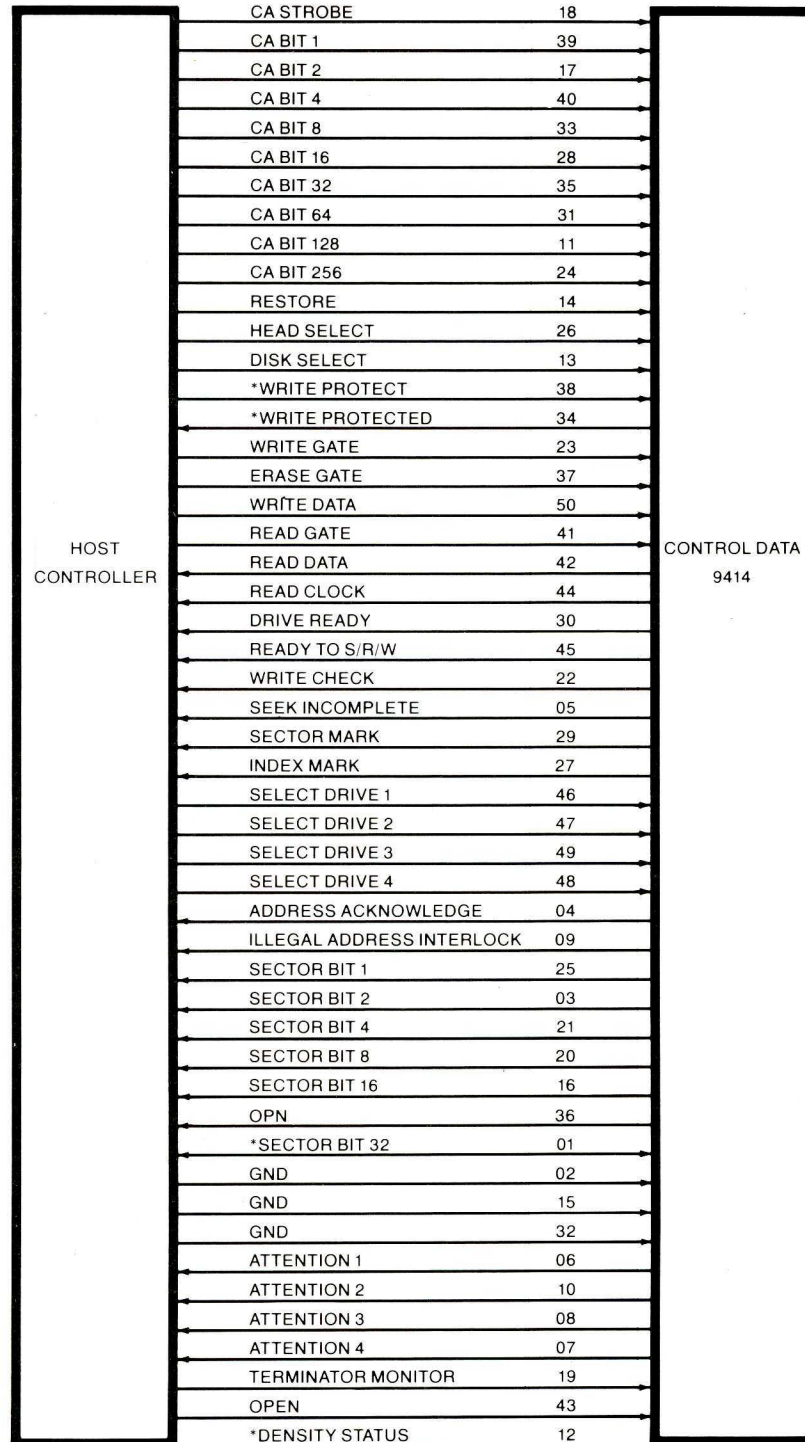 CA STROBE 18
CA BIT 1 39
CA BIT 2 17
CA BIT 4 40
CA BIT 8 33
CA BIT 16 28
CA BIT 32 35
CA BIT 64 31
CA BIT 128 11
CA BIT 256 24
RESTORE 14
HEAD SELECT 26
DISK SELECT 13
*WRITE PROTECT 38
*WRITE PROTECTED 34
WRITE GATE 23
ERASE GATE 37
WRITE DATA 50
READ GATE 41
HOST CONTROLLER
READ DATA 42
CONTROL DATA 9414
READ CLOCK 44
DRIVE READY 30
READY TO S/R/W 45
WRITE CHECK 22
SEEK INCOMPLETE 05
SECTOR MARK 29
INDEX MARK 27
SELECT DRIVE 1 46
SELECT DRIVE 2 47
SELECT DRIVE 3 49
SELECT DRIVE 4 48
ADDRESS ACKNOWLEDGE 04
ILLEGAL ADDRESS INTERLOCK 09
SECTOR BIT 1 25
SECTOR BIT 2 03
SECTOR BIT 4 21
SECTOR BIT 8 20
SECTOR BIT 16 16
OPN 36
*SECTOR BIT 32 01
GND 02
GND 15
GND 32
ATTENTION 1 06
ATTENTION 2 10
ATTENTION 3 08
ATTENTION 4 07
TERMINATOR MONITOR 19
OPEN 43
*DENSITY STATUS 12